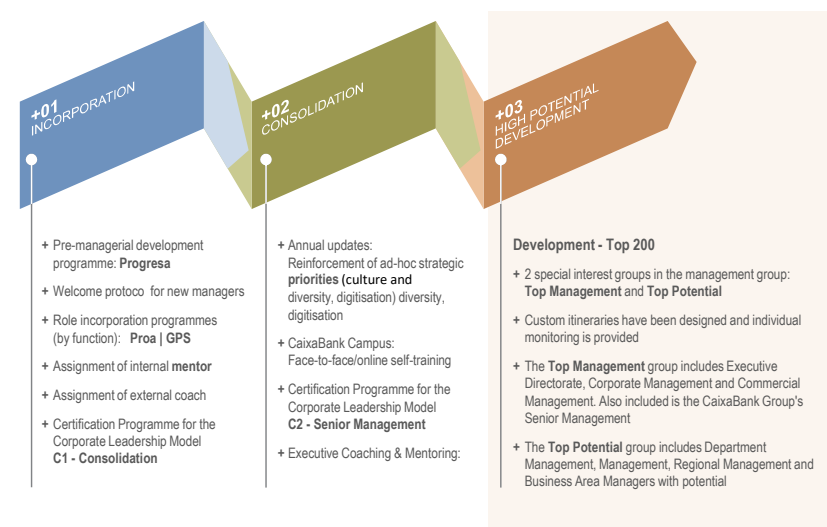 +01
INCORPORATION
+ Pre-managerial development
programme: Progresa
+ Welcome protoco for new managers
+ Role incorporation programmes
(by function): Proa | GPS
+ Assignment of internal mentor
+ Assignment of external coach
+ Certification Programme for the
Corporate Leadership Model
C1 - Consolidation
+02
CONSOLIDATION
+ Annual updates:
Reinforcement of ad-hoc strategic
priorities (culture and
diversity, digitisation) diversity,
digitisation
+ CaixaBank Campus:
Face-to-face/online self-training
+ Certification Programme for the
Corporate Leadership Model
C2 - Senior Management
+ Executive Coaching & Mentoring:
+03
HIGH POTENTIAL
DEVELOPMENT
Development - Top 200
+ 2 special interest groups in the management group:
Top Management and Top Potential
+ Custom itineraries have been designed and individual
monitoring is provided
+ The Top Management group includes Executive
Directorate, Corporate Management and Commercial
Management. Also included is the CaixaBank Group's
Senior Management
+ The Top Potential group includes Department
Management, Management, Regional Management and
Business Area Managers with potential